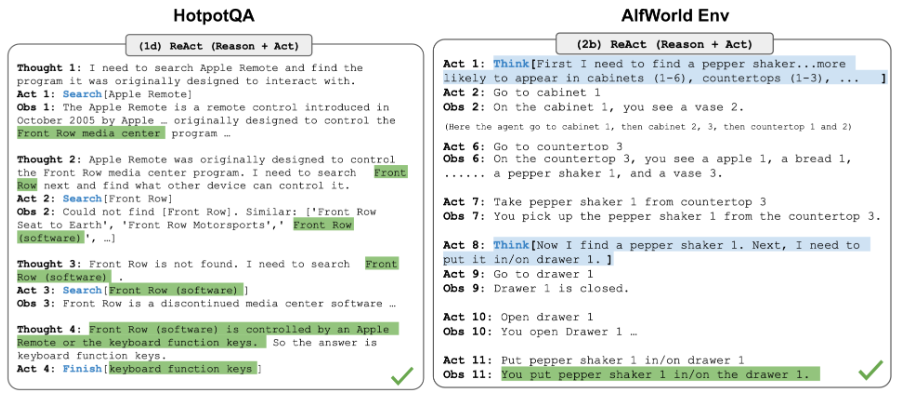 HotpotQA
(1d) ReAct (Reason + Act)
Thought 1: I need to search Apple Remote and find the
program it was originally designed to interact with.
Act 1: Search[Apple Remote]
Obs 1: The Apple Remote is a remote control introduced in
October 2005 by Apple … originally designed to control the
Front Row media center program …
Thought 2: Apple Remote was originally designed to control
the Front Row media center program. I need to search Front
Row next and find what other device can control it.
Act 2: Search[Front Row]
Obs 2: Could not find [Front Row]. Similar: ['Front Row
Seat to Earth', 'Front Row Motorsports',' Front Row
(software)', …]
Thought 3: Front Row is not found. I need to search Front
Row (software) .
Act 3: Search[Front Row (software)]
Obs 3: Front Row is a discontinued media center software …
Thought 4: Front Row (software) is controlled by an Apple
Remote or the keyboard function keys. So the answer is
keyboard function keys.
Act 4: Finish[keyboard function keys]
AlfWorld Env
(2b) ReAct (Reason + Act)
Act 1: Think[First I need to find a pepper shaker...more
likely to appear in cabinets (1-6), countertops (1-3), ... ]
Act 2: Go to cabinet 1
Obs 2: On the cabinet 1, you see a vase 2.
(Here the agent go to cabinet 1, then cabinet 2, 3, then countertop 1 and 2)
Act 6: Go to countertop 3
Obs 6: On the countertop 3, you see a apple 1, a bread 1,
...... a pepper shaker 1, and a vase 3.
Act 7: Take pepper shaker 1 from countertop 3
Obs 7: You pick up the pepper shaker 1 from the countertop 3.
Act 8: Think[Now I find a pepper shaker 1. Next, I need to
put it in/on drawer 1. ]
Act 9: Go to drawer 1
Obs 9: Drawer 1 is closed.
Act 10: Open drawer 1
Obs 10: You open Drawer 1 …
Act 11: Put pepper shaker 1 in/on drawer 1
Obs 11: You put pepper shaker 1 in/on the drawer 1.